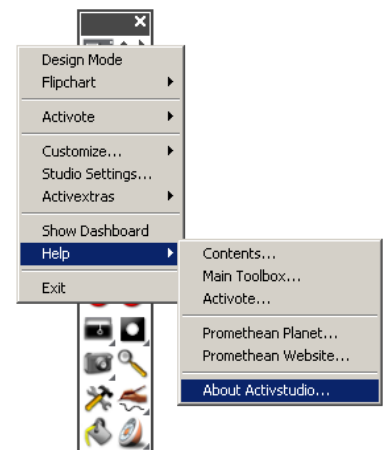 Design Mode
Flipchart
Activote
Customize...
Studio Settings...
Activextras
Show Dashboard
Help
Exit
Contents...
Main Toolbox...
Activote...
Promethean Planet...
Promethean Website...
About Activstudio...